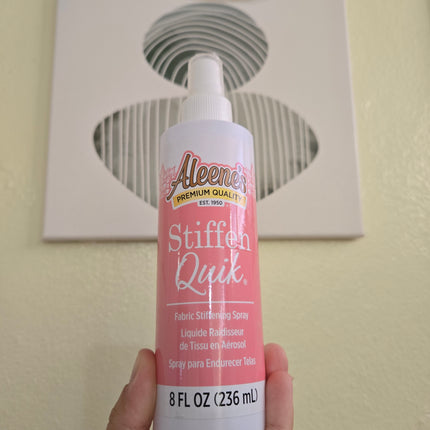 Aleene's
PREMIUM QUALITY
EST. 1950
Stiffen
Quik®
Fabric Stiffening Spray
Liquide Raidisseur
de Tissu en Aérosol
Spray para Endurecer Telas
8 FL OZ (236 mL)